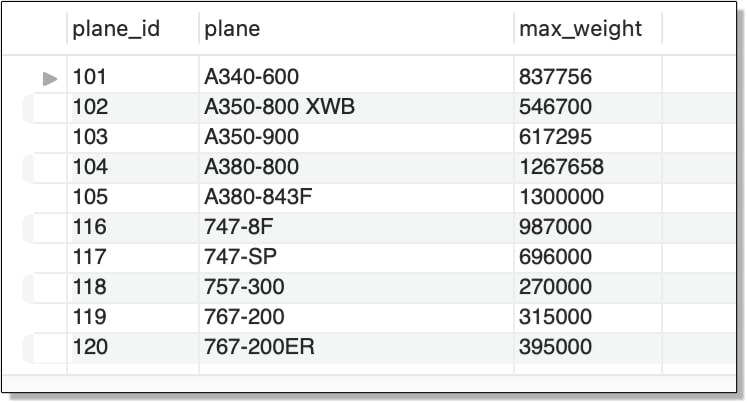 plane_id plane max_weight
101 A340-600 837756
102 A350-800 XWB 546700
103 A350-900 617295
104 A380-800 1267658
105 A380-843F 1300000
116 747-8F 987000
117 747-SP 696000
118 757-300 270000
119 767-200 315000
120 767-200ER 395000